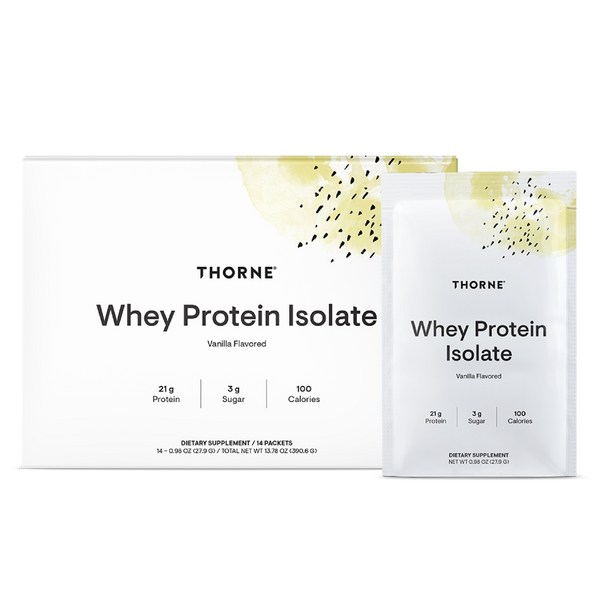 THORNE®
Whey Protein Isolate
Vanilla Flavored
21 g
Protein
3 g
Sugar
100
Calories
DIETARY SUPPLEMENT / 14 PACKETS
14 – 0.98 OZ (27.9 G) / TOTAL NET WT 13.78 OZ (390.6 G)
THORNE®
Whey Protein
Isolate
Vanilla Flavored
21 g
Protein
3 g
Sugar
100
Calories
DIETARY SUPPLEMENT
NET WT 0.98 OZ (27.9 G)